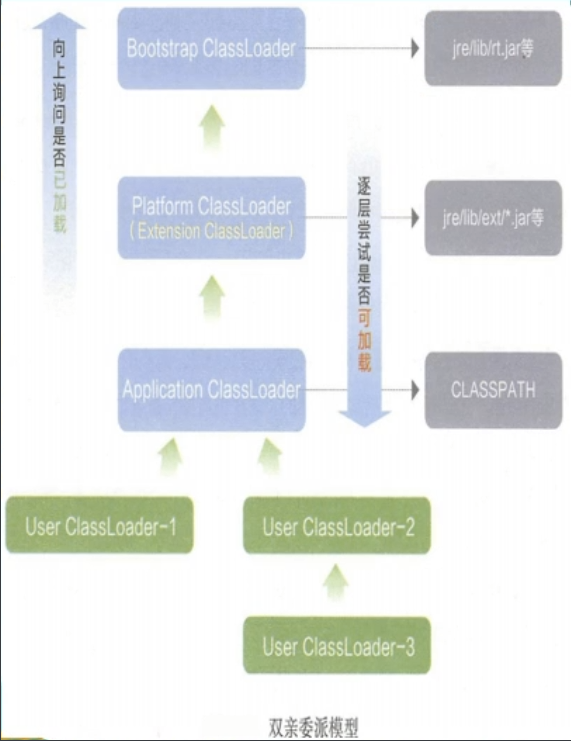 向上询问是否已加载
Bootstrap ClassLoader
jre/lib/rt.jar等
Platform ClassLoader
(Extension ClassLoader)
逐层尝试是否可加载
jre/lib/ext/*.jar等
Application ClassLoader
CLASSPATH
User ClassLoader-1
User ClassLoader-2
User ClassLoader-3
双亲委派模型